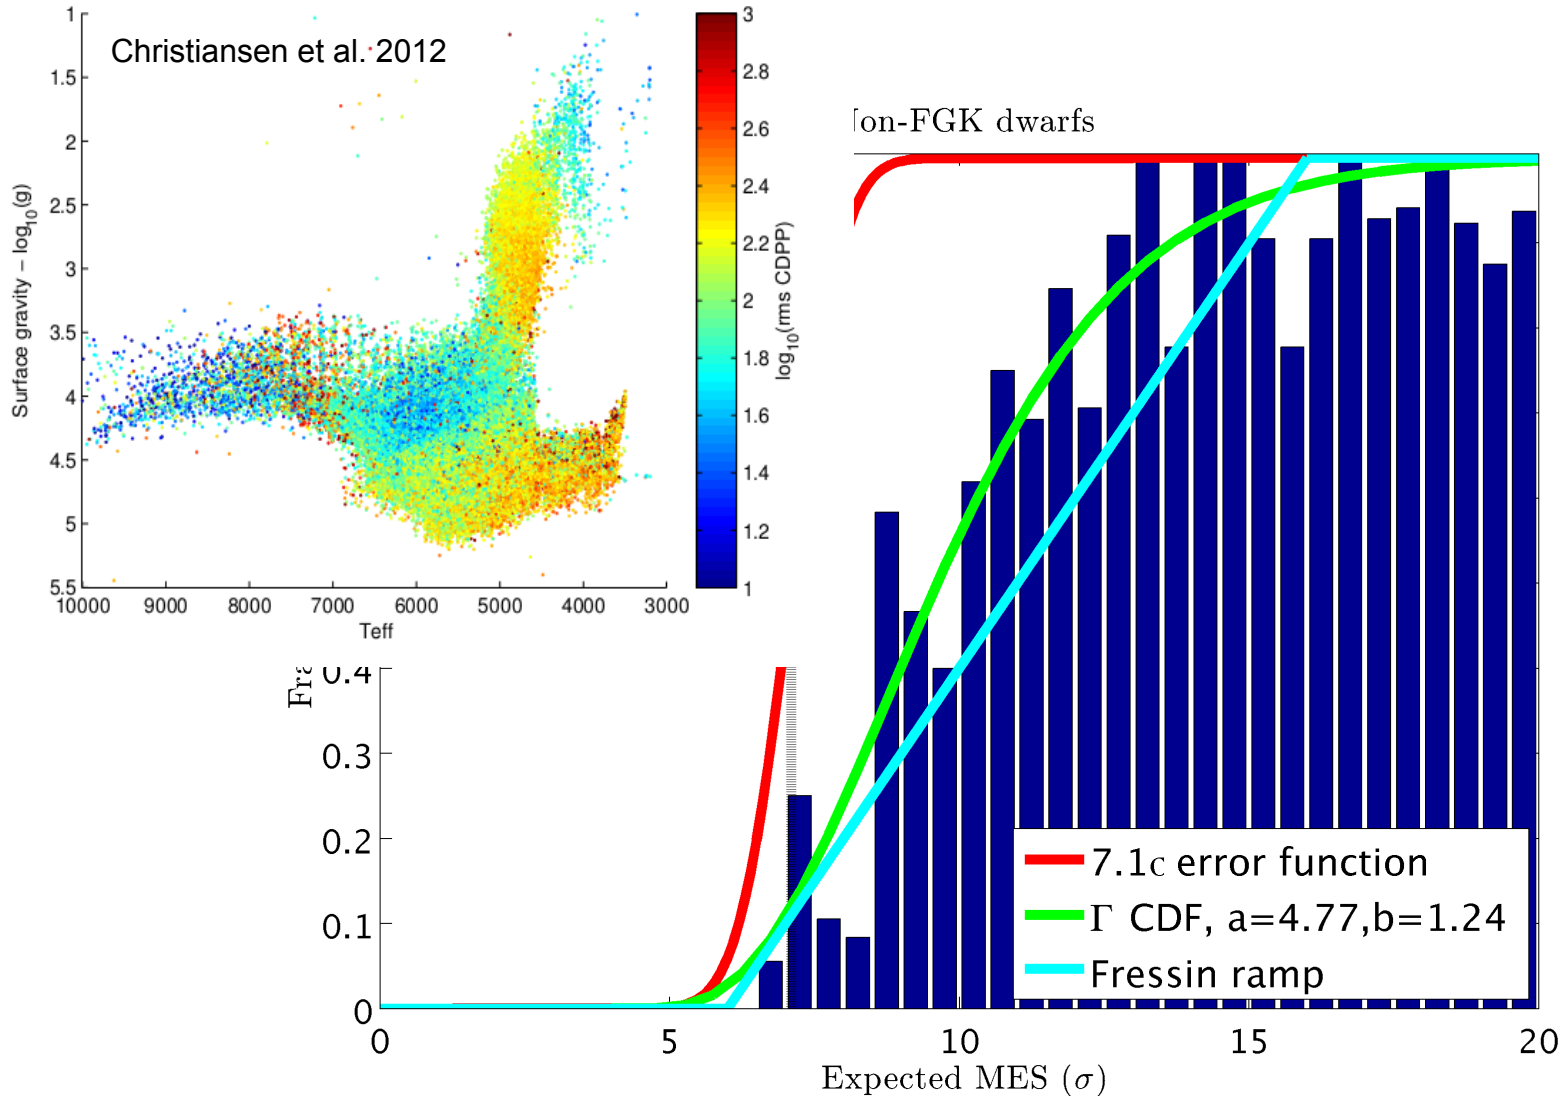 Christiansen et al. 2012
1
1.5
2
2.5
3
3.5
4
4.5
5
5.5
Surface gravity – log10(g)
10000 9000 8000 7000 6000 5000 4000 3000
Teff
3
2.8
2.6
2.4
2.2
2
1.8
1.6
1.4
1.2
1
log10(rms CDPP)
on-FGK dwarfs
0.4
0.3
0.2
0.1
0
0 5 10 15 20
Expected MES (σ)
7.1c error function
Γ CDF, a=4.77,b=1.24
Fressin ramp